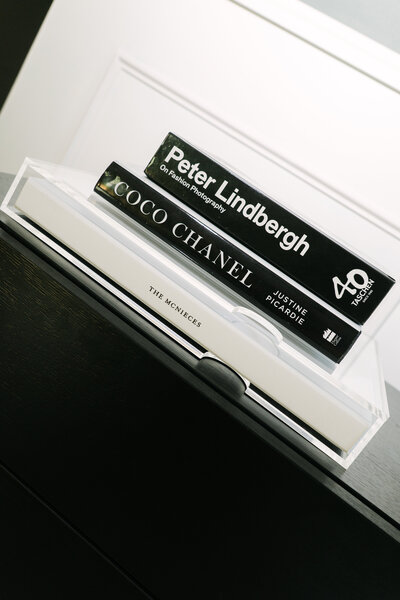 Peter Lindbergh
On Fashion Photography
40
TASCHEN
COCO CHANEL
JUSTINE
PICARDIE
THE MCNIECES